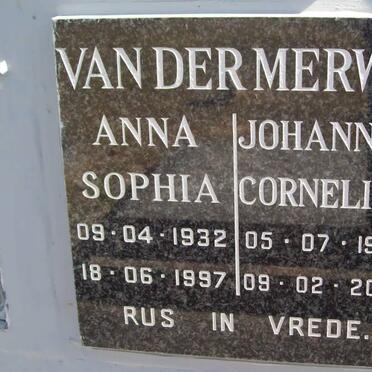 VAN DER MERW
ANNA JOHANN
SOPHIA CORNELI
09·04·1932 05·07·19
18·06·1997 09·02·20
RUS IN VREDE.